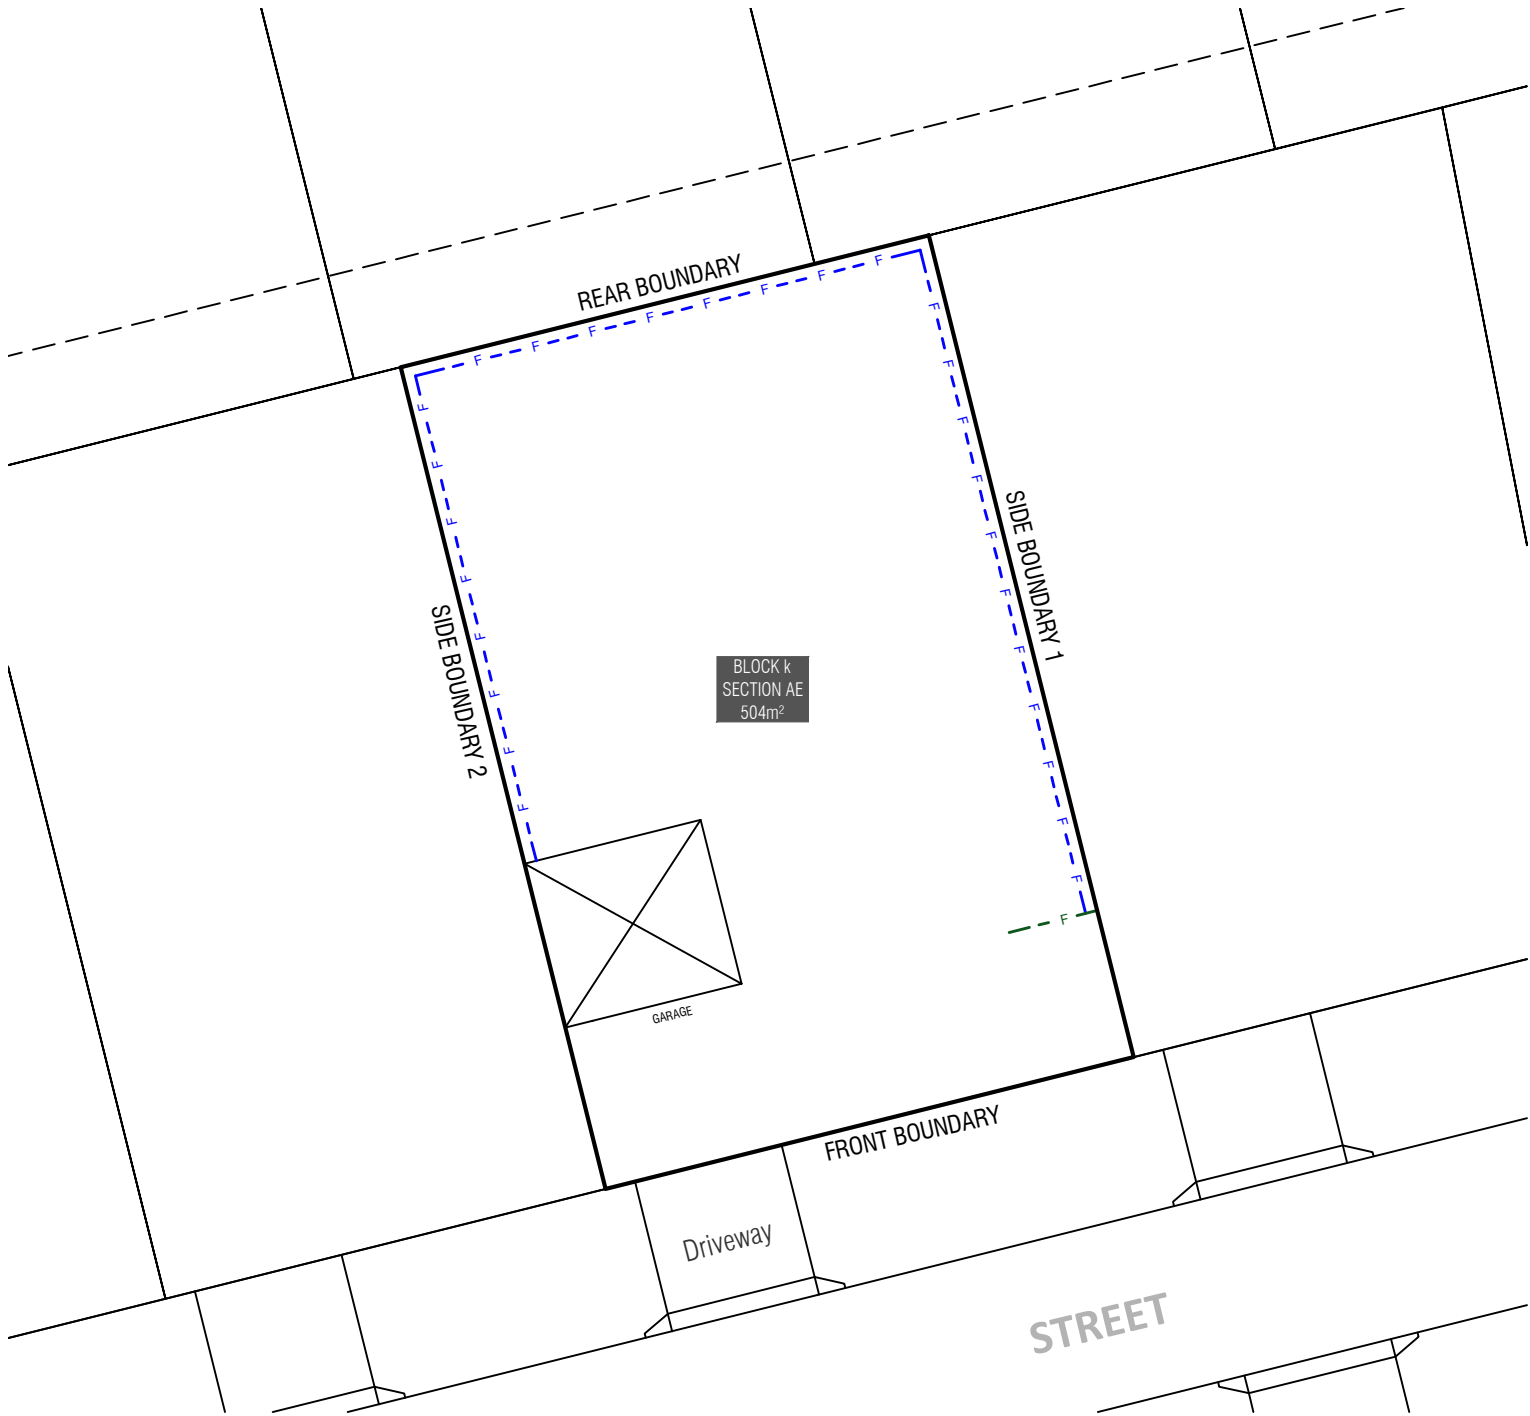 REAR BOUNDARY
F F F F F F F F
F F F F F F F F F F F
F F F F F F F F
SIDE BOUNDARY 1
SIDE BOUNDARY 2
BLOCK k
SECTION AE
504m²
F
GARAGE
FRONT BOUNDARY
Driveway
STREET